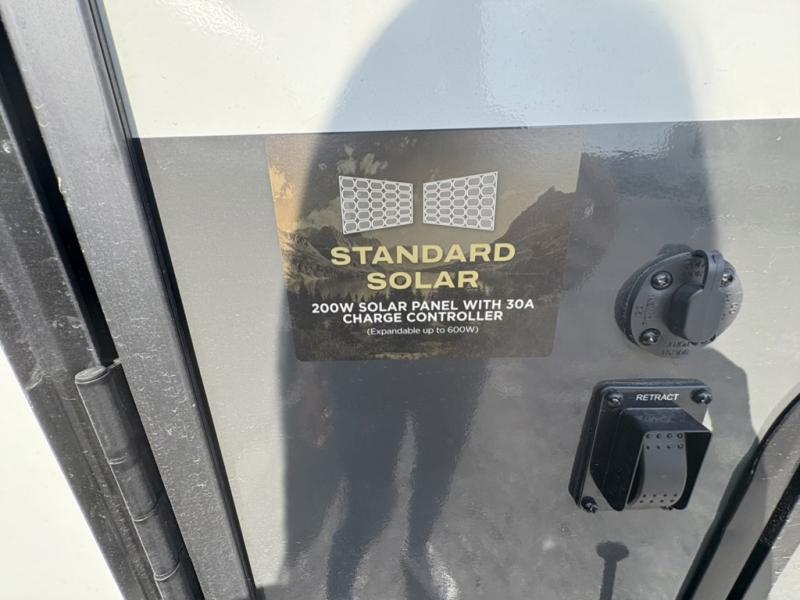 STANDARD
SOLAR
200W SOLAR PANEL WITH 30A
CHARGE CONTROLLER
(Expandable up to 600W)
RETRACT